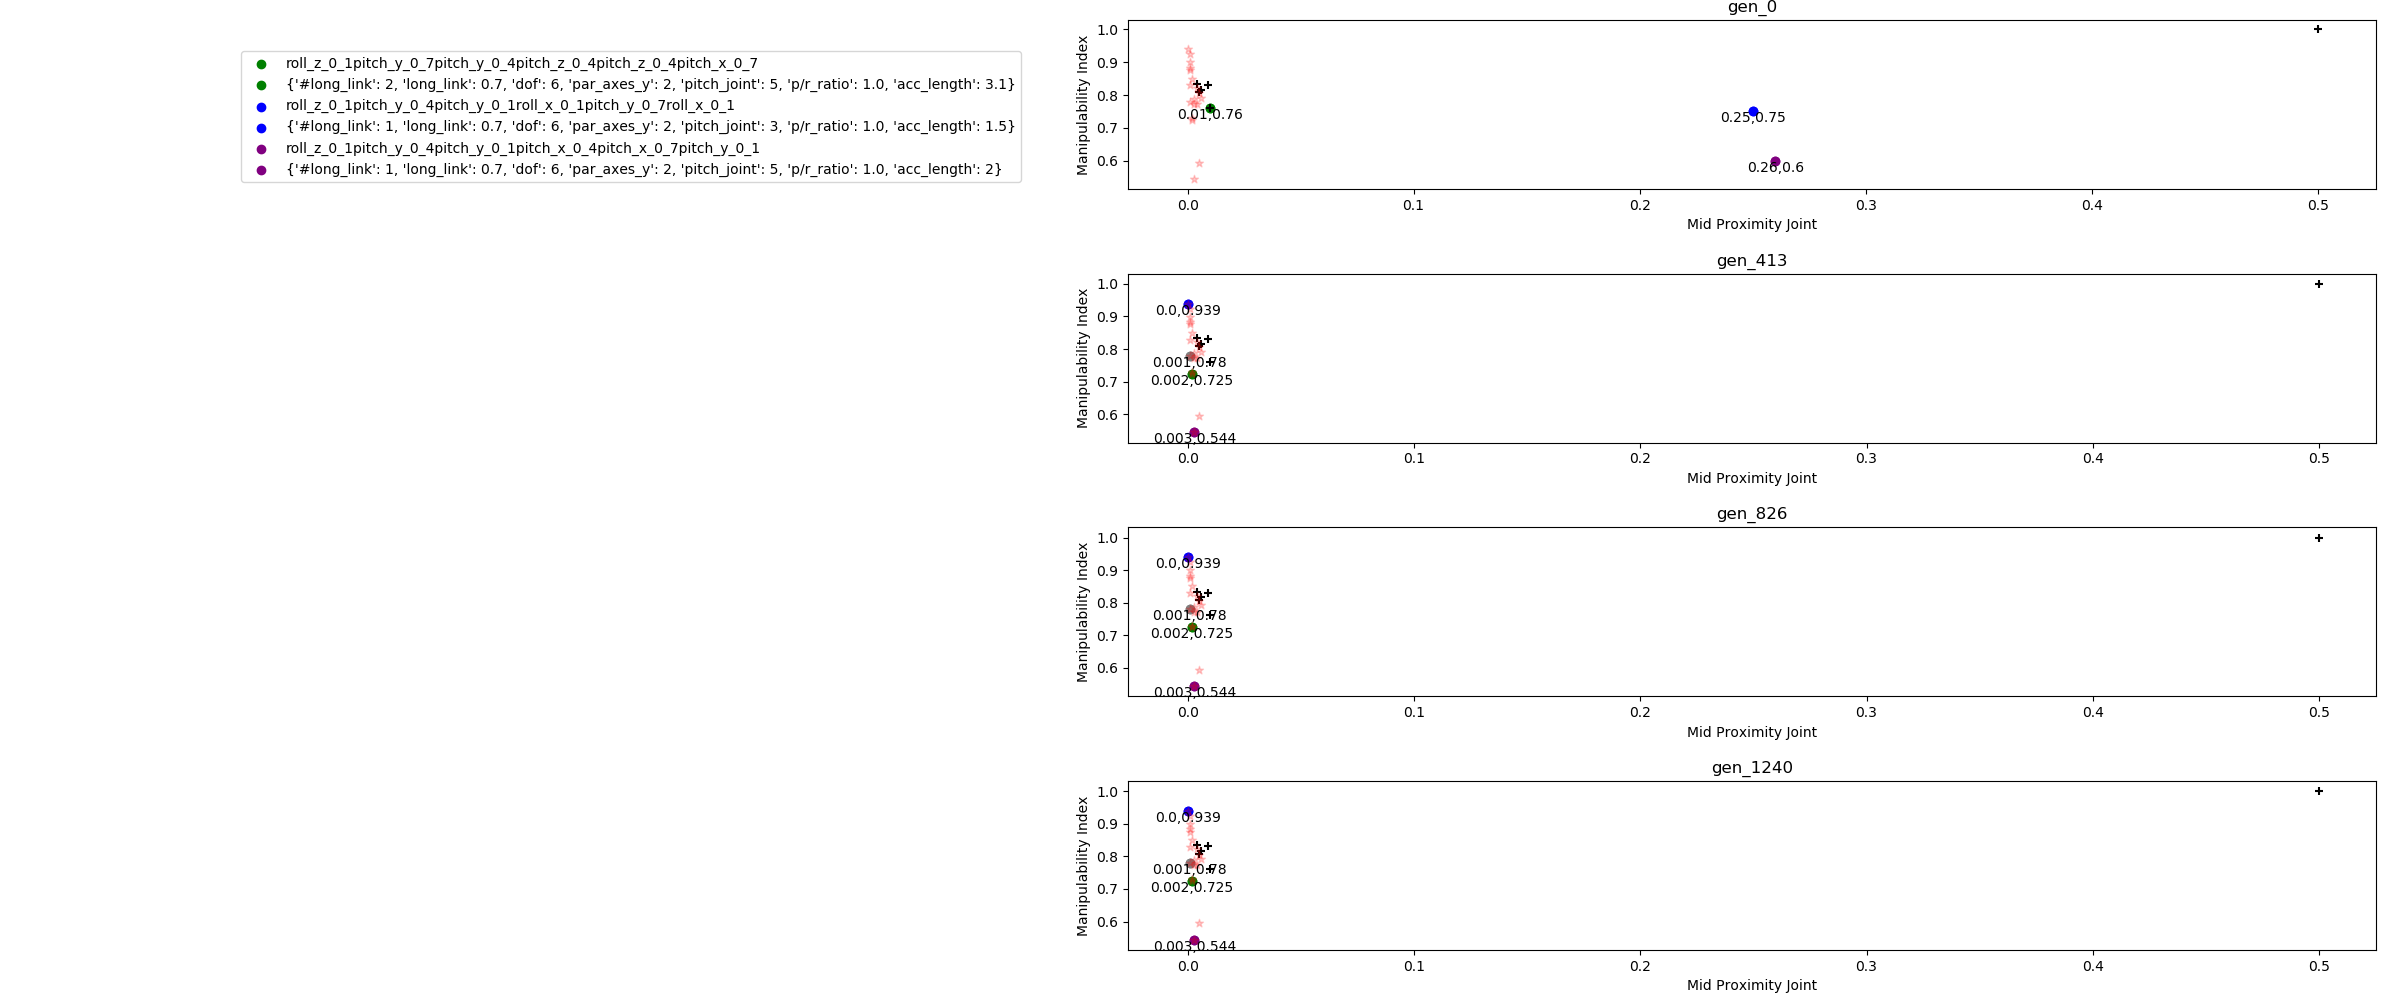 roll_z_0_1pitch_y_0_7pitch_y_0_4pitch_z_0_4pitch_z_0_4pitch_x_0_7
{'#long_link': 2, 'long_link': 0.7, 'dof': 6, 'par_axes_y': 2, 'pitch_joint': 5, 'p/r_ratio': 1.0, 'acc_length': 3.1}
roll_z_0_1pitch_y_0_4pitch_y_0_1roll_x_0_1pitch_y_0_7roll_x_0_1
{'#long_link': 1, 'long_link': 0.7, 'dof': 6, 'par_axes_y': 2, 'pitch_joint': 3, 'p/r_ratio': 1.0, 'acc_length': 1.5}
roll_z_0_1pitch_y_0_4pitch_y_0_1pitch_x_0_4pitch_x_0_7pitch_y_0_1
{'#long_link': 1, 'long_link': 0.7, 'dof': 6, 'par_axes_y': 2, 'pitch_joint': 5, 'p/r_ratio': 1.0, 'acc_length': 2}
gen_0
Manipulability Index
1.0
0.9
0.8
0.7
0.6
0.01,0.76
0.25,0.75
0.26,0.6
0.0 0.1 0.2 0.3 0.4 0.5
Mid Proximity Joint
gen_413
Manipulability Index
1.0
0.9
0.8
0.7
0.6
0.0,0.939
0.001,0.78
0.002,0.725
0.003,0.544
0.0 0.1 0.2 0.3 0.4 0.5
Mid Proximity Joint
gen_826
Manipulability Index
1.0
0.9
0.8
0.7
0.6
0.0,0.939
0.001,0.78
0.002,0.725
0.003,0.544
0.0 0.1 0.2 0.3 0.4 0.5
Mid Proximity Joint
gen_1240
Manipulability Index
1.0
0.9
0.8
0.7
0.6
0.0,0.939
0.001,0.78
0.002,0.725
0.003,0.544
0.0 0.1 0.2 0.3 0.4 0.5
Mid Proximity Joint